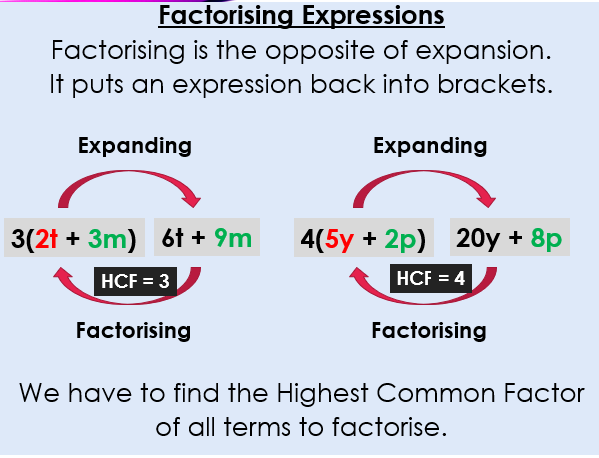 Factorising Expressions
Factorising is the opposite of expansion.
It puts an expression back into brackets.
Expanding
Expanding
3(2t + 3m) 6t + 9m
4(5y + 2p) 20y + 8p
HCF = 3
HCF = 4
Factorising
Factorising
We have to find the Highest Common Factor
of all terms to factorise.